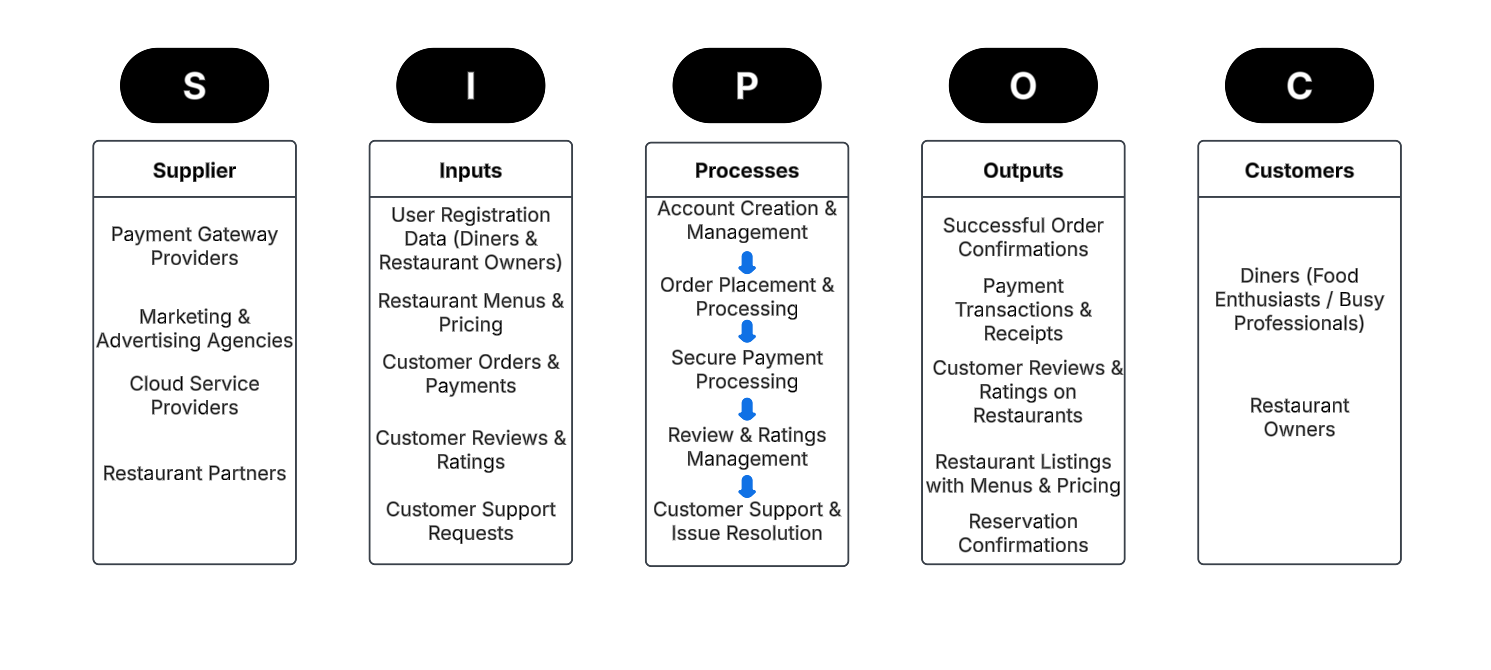 S
I
P
O
C
Supplier
Payment Gateway
Providers
Marketing &
Advertising Agencies
Cloud Service
Providers
Restaurant Partners
Inputs
User Registration
Data (Diners &
Restaurant Owners)
Restaurant Menus &
Pricing
Customer Orders &
Payments
Customer Reviews &
Ratings
Customer Support
Requests
Processes
Account Creation &
Management
Order Placement &
Processing
Secure Payment
Processing
Review & Ratings
Management
Customer Support &
Issue Resolution
Outputs
Successful Order
Confirmations
Payment
Transactions &
Receipts
Customer Reviews &
Ratings on
Restaurants
Restaurant Listings
with Menus & Pricing
Reservation
Confirmations
Customers
Diners (Food
Enthusiasts / Busy
Professionals)
Restaurant
Owners